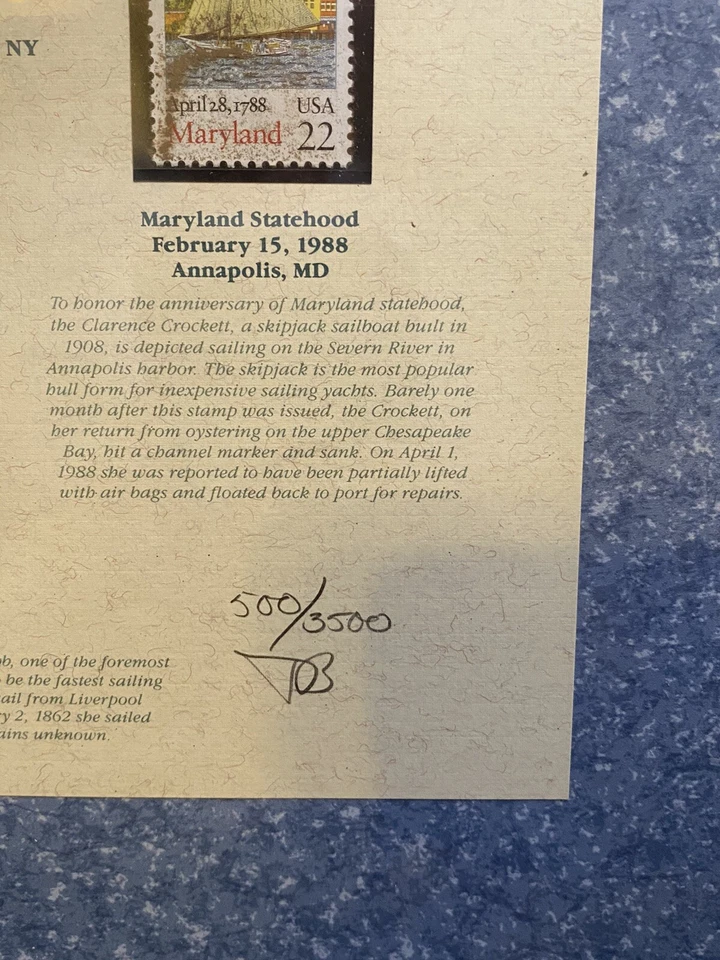 NY
April 28, 1788 USA
Maryland 22
Maryland Statehood
February 15, 1988
Annapolis, MD
To honor the anniversary of Maryland statehood,
the Clarence Crockett, a skipjack sailboat built in
1908, is depicted sailing on the Severn River in
Annapolis harbor. The skipjack is the most popular
hull form for inexpensive sailing yachts. Barely one
month after this stamp was issued, the Crockett, on
her return from oystering on the upper Chesapeake
Bay, hit a channel marker and sank. On April 1,
1988 she was reported to have been partially lifted
with air bags and floated back to port for repairs.
500/3500
b, one of the foremost
be the fastest sailing
ail from Liverpool
y 2, 1862 she sailed
ains unknown.